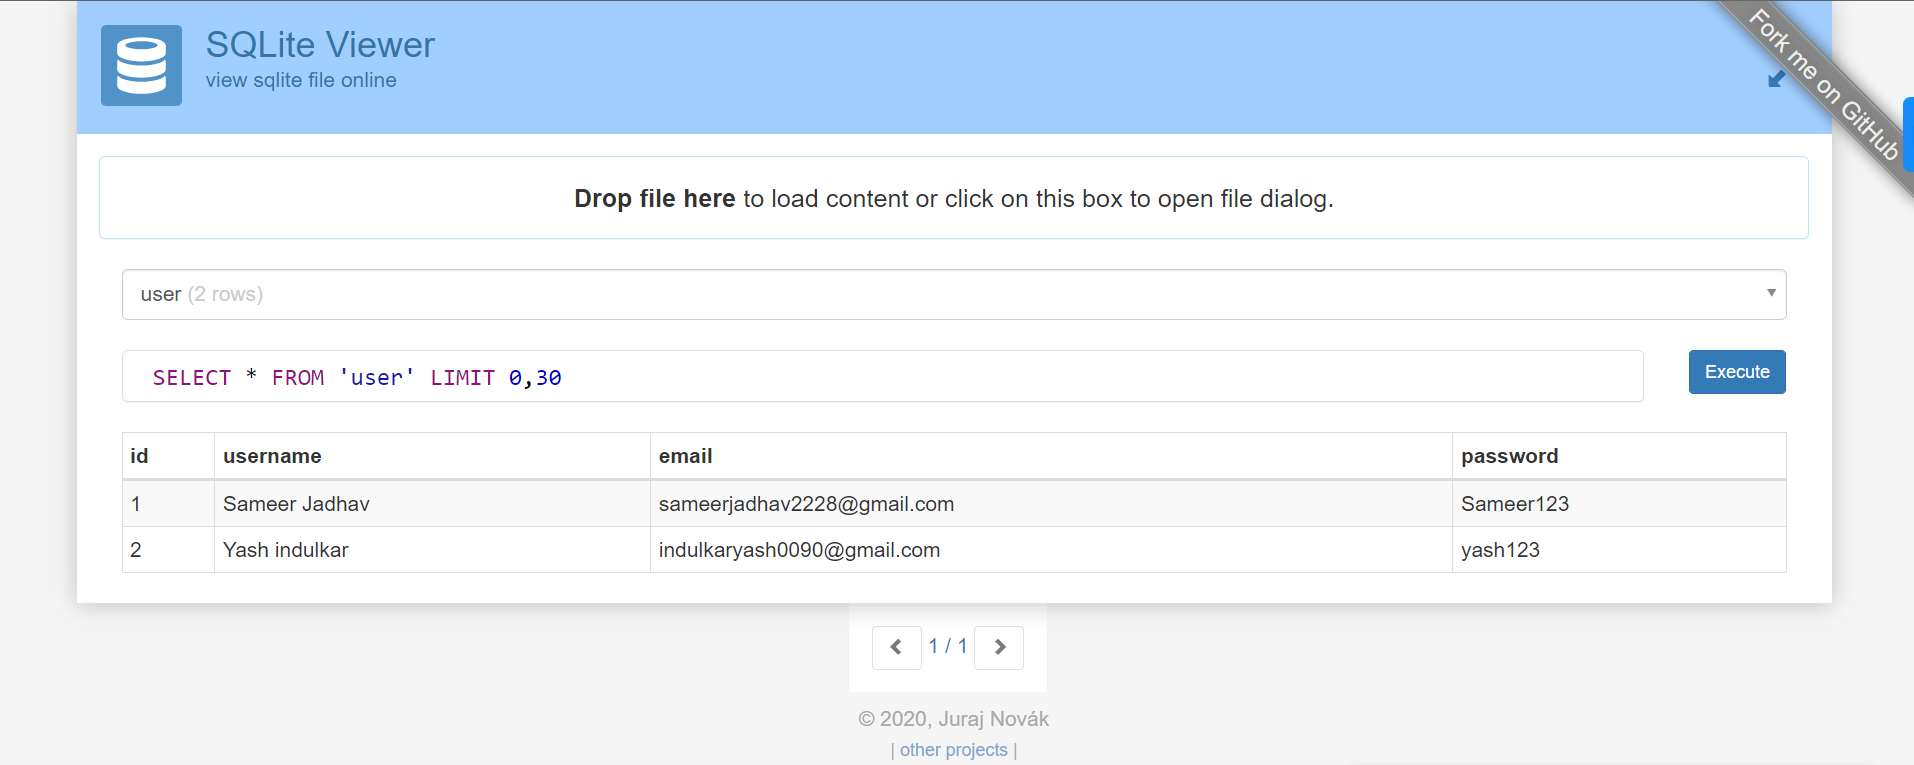 SQLite Viewer
view sqlite file online
Fork me on GitHub
Drop file here to load content or click on this box to open file dialog.
user (2 rows)
SELECT * FROM 'user' LIMIT 0,30
Execute
id username email password
1 Sameer Jadhav sameerjadhav2228@gmail.com Sameer123
2 Yash indulkar indulkaryash0090@gmail.com yash123
1 / 1
© 2020, Juraj Novák
| other projects |